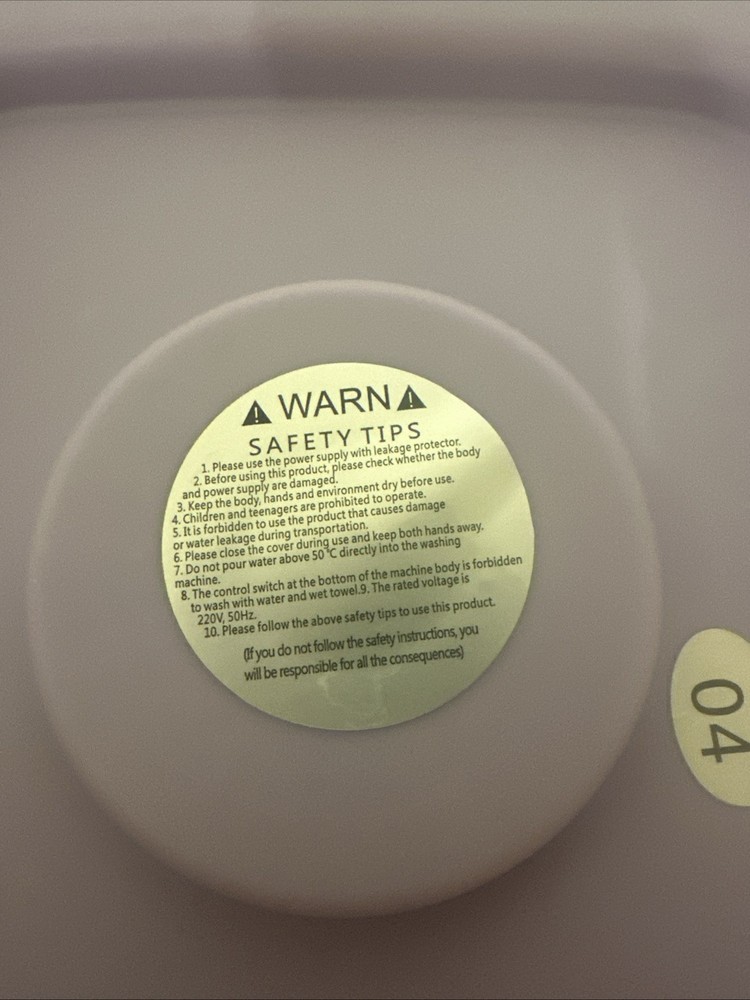 WARN
SAFETY TIPS
1. Please use the power supply with leakage protector.
2. Before using this product, please check whether the body
and power supply are damaged.
3. Keep the body, hands and environment dry before use.
4. Children and teenagers are prohibited to operate.
5. It is forbidden to use the product that causes damage
or water leakage during transportation.
6. Please close the cover during use and keep both hands away.
7. Do not pour water above 50℃ directly into the washing
machine.
8. The control switch at the bottom of the machine body is forbidden
to wash with water and wet towel.9. The rated voltage is
220V, 50Hz.
10. Please follow the above safety tips to use this product.
(If you do not follow the safety instructions, you
will be responsible for all the consequences)
04